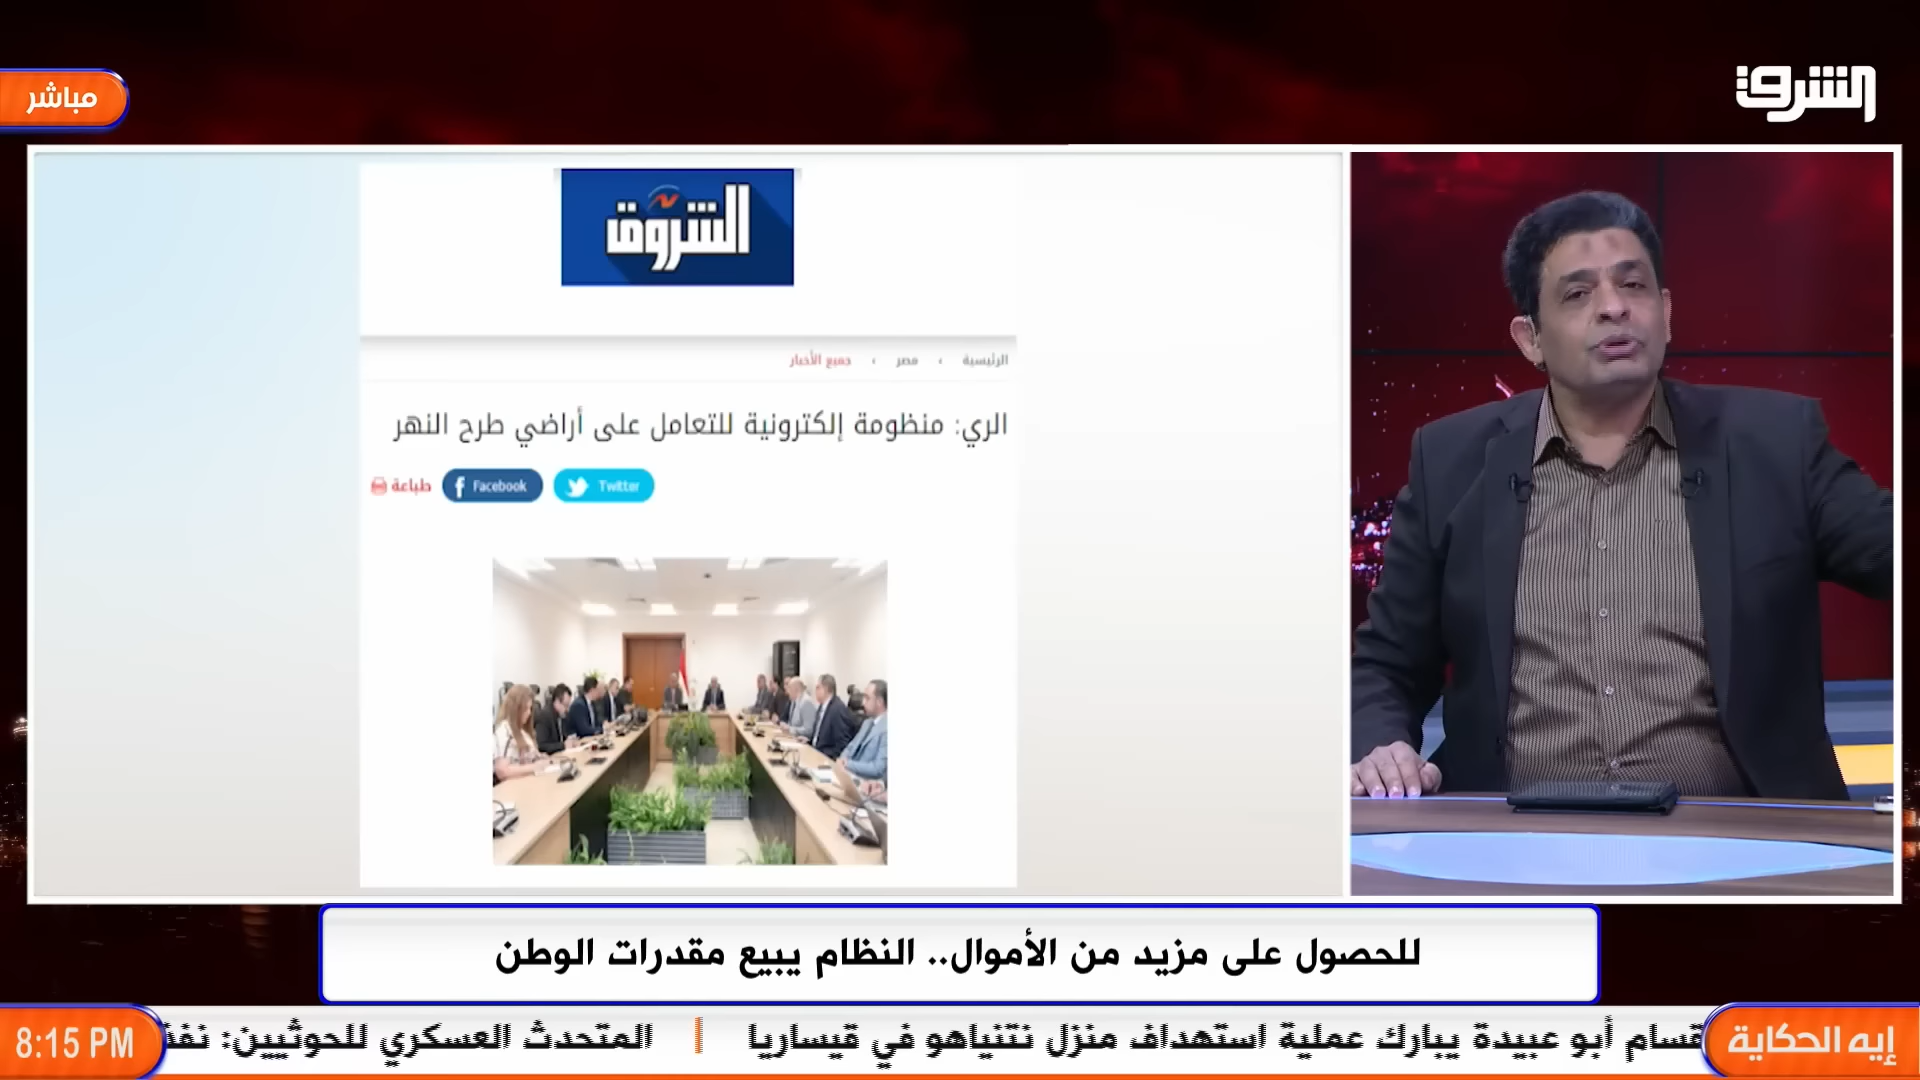 مباشر
الشرق
الشروق
الرئيسية › مصر › جميع الأخبار
الري: منظومة إلكترونية للتعامل على أراضي طرح النهر
طباعة Facebook Twitter
للحصول على مزيد من الأموال.. النظام يبيع مقدرات الوطن
قسام أبو عبيدة يبارك عملية استهداف منزل نتنياهو في قيساريا | المتحدث العسكري للحوثيين:
إيه الحكاية
8:15 PM